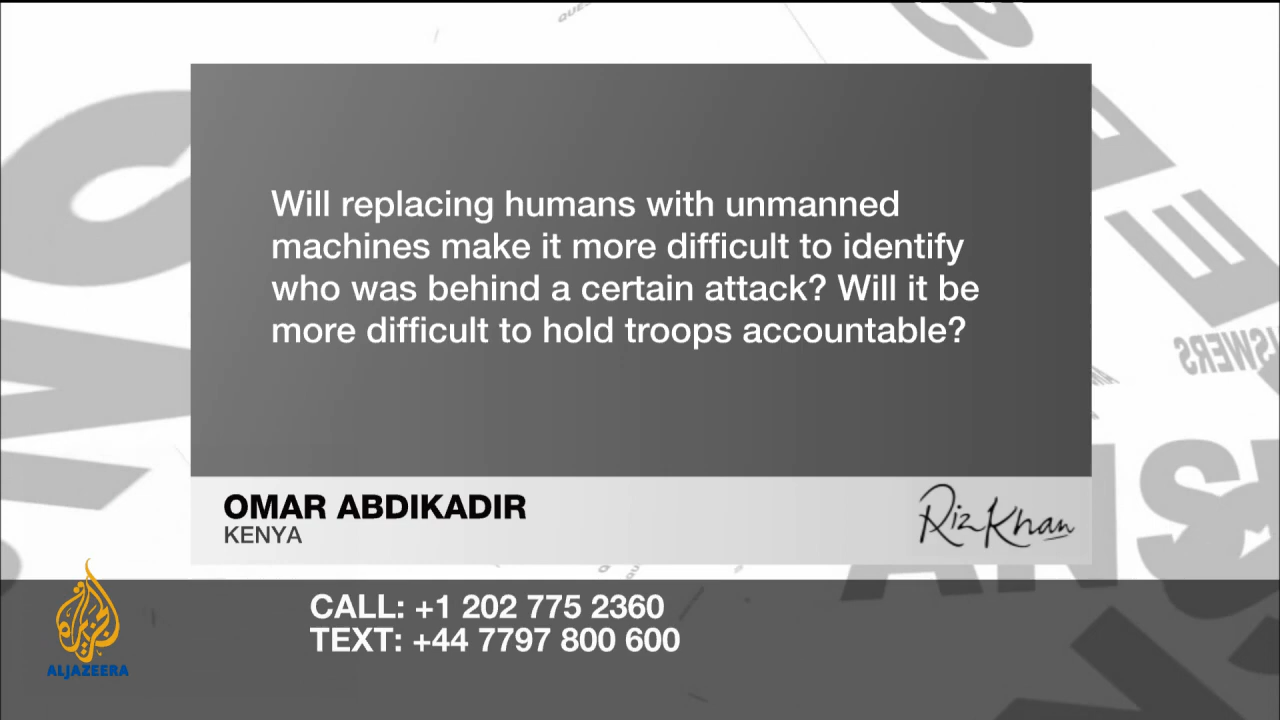 Will replacing humans with unmanned
machines make it more difficult to identify
who was behind a certain attack? Will it be
more difficult to hold troops accountable?
OMAR ABDIKADIR
KENYA
Riz Khan
CALL: +1 202 775 2360
TEXT: +44 7797 800 600
ALJAZEERA